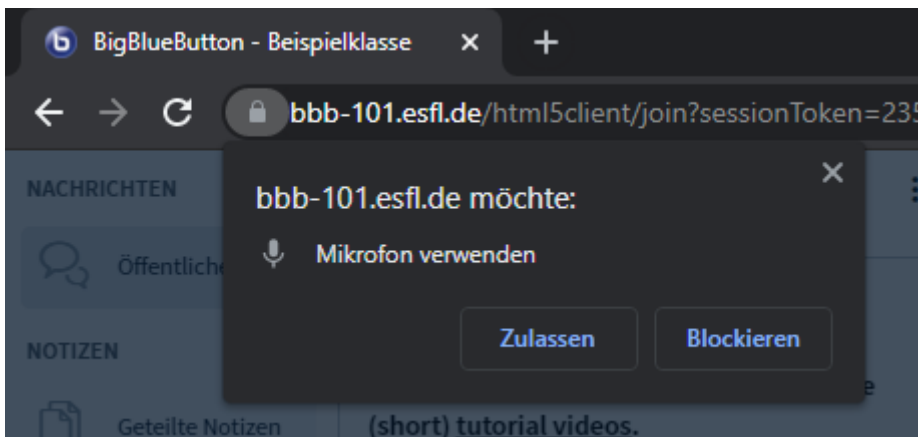 BigBlueButton - Beispielklasse
bbb-101.esfl.de/html5client/join?sessionToken=235
NACHRICHTEN
bbb-101.esfl.de möchte:
Mikrofon verwenden
Öffentliche
Zulassen
Blockieren
NOTIZEN
e
Geteilte Notizen
(short) tutorial videos.